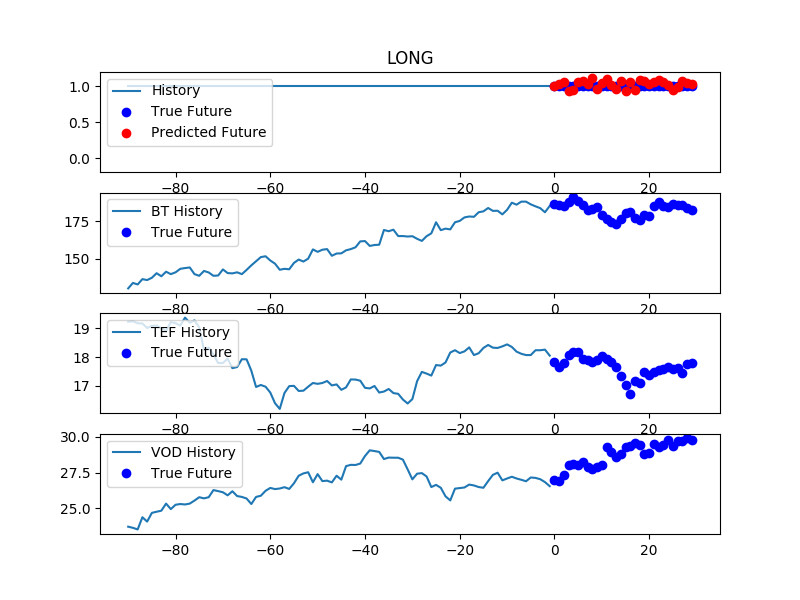 LONG
1.0
0.5
0.0
History
True Future
Predicted Future
−80 −60 −40 −20 0 20
175
150
BT History
True Future
−80 −60 −40 −20 0 20
19
18
17
TEF History
True Future
−80 −60 −40 −20 0 20
30.0
27.5
25.0
VOD History
True Future
−80 −60 −40 −20 0 20